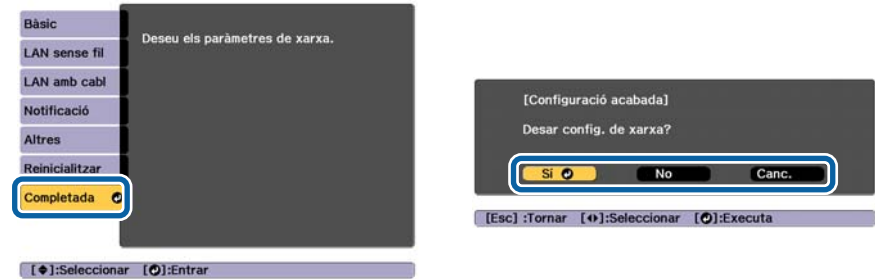 Bàsic
Deseu els paràmetres de xarxa.
LAN sense fil
LAN amb cabl
Notificació
Altres
Reinicialitzar
Completada
[ ]:Seleccionar [ ]:Entrar
[Configuració acabada]
Desar config. de xarxa?
Sí No Canc.
[Esc] :Tornar [ ]:Seleccionar [ ]:Executa